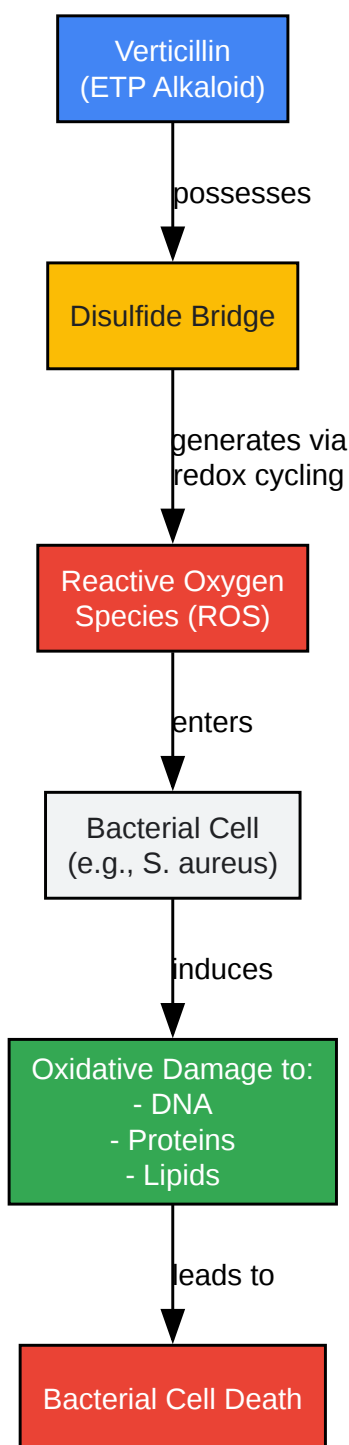 Verticillin
(ETP Alkaloid)
possesses
Disulfide Bridge
generates via
redox cycling
Reactive Oxygen
Species (ROS)
enters
Bacterial Cell
(e.g., S. aureus)
induces
Oxidative Damage to:
- DNA
- Proteins
- Lipids
leads to
Bacterial Cell Death